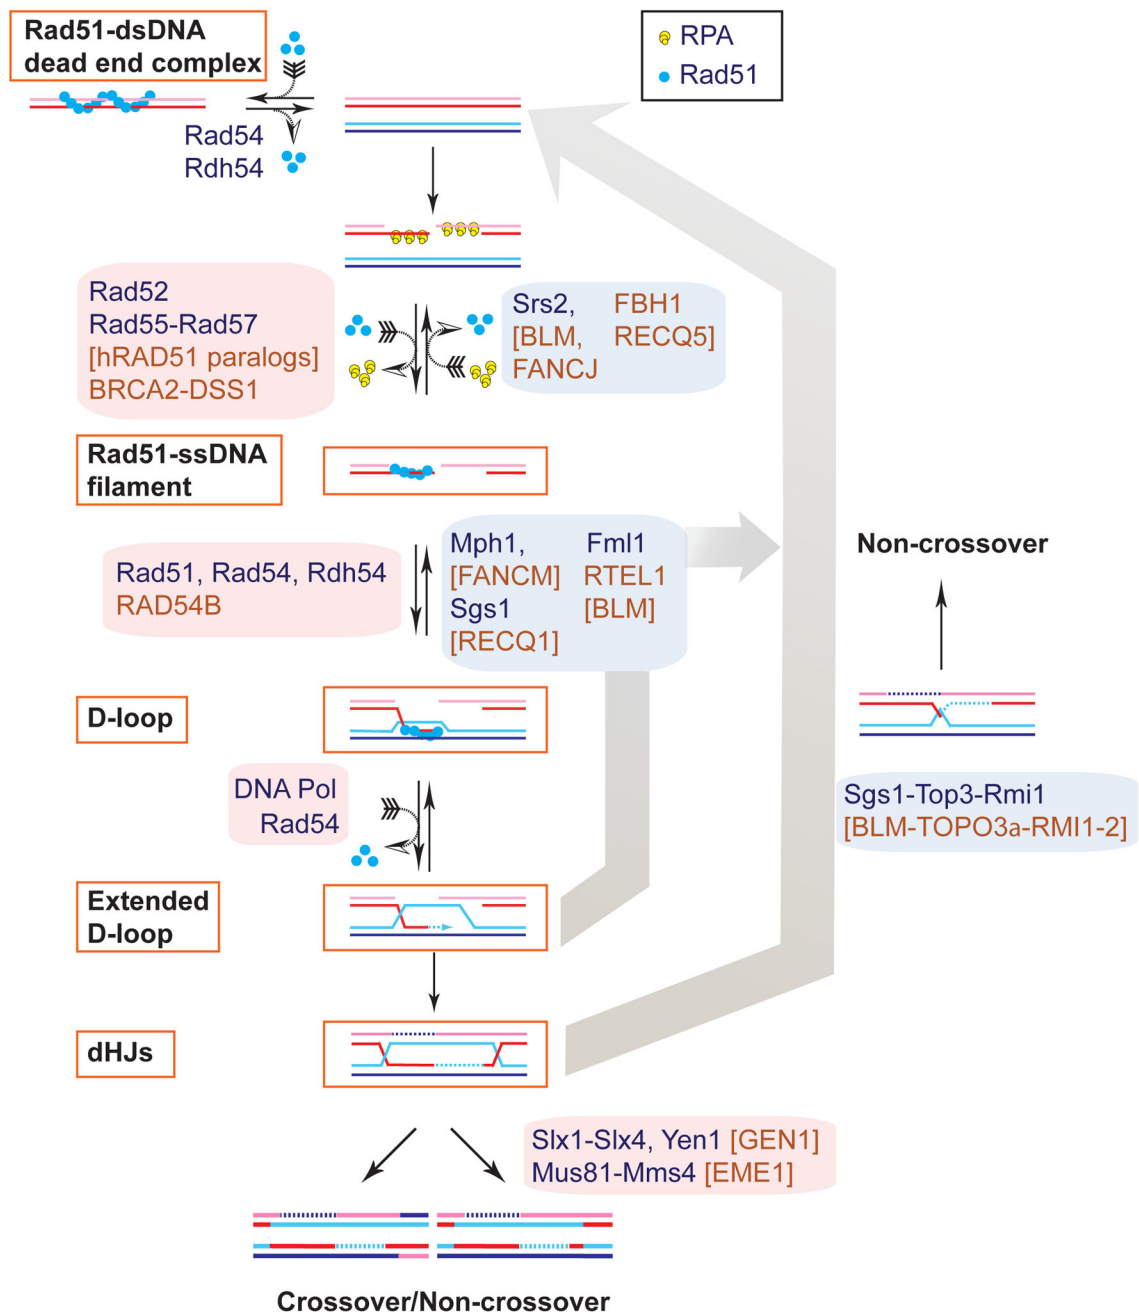 Rad51-dsDNA
dead end complex
RPA
Rad51
Rad54
Rdh54
Rad52
Rad55-Rad57
[hRAD51 paralogs]
BRCA2-DSS1
Srs2, FBH1
[BLM, RECQ5]
FANCJ
Rad51-ssDNA
filament
Rad51, Rad54, Rdh54
RAD54B
Mph1, Fml1
[FANCM] RTEL1
Sgs1 [BLM]
[RECQ1]
Non-crossover
D-loop
DNA Pol
Rad54
Sgs1-Top3-Rmi1
[BLM-TOPO3a-RMI1-2]
Extended
D-loop
dHJs
Slx1-Slx4, Yen1 [GEN1]
Mus81-Mms4 [EME1]
Crossover/Non-crossover